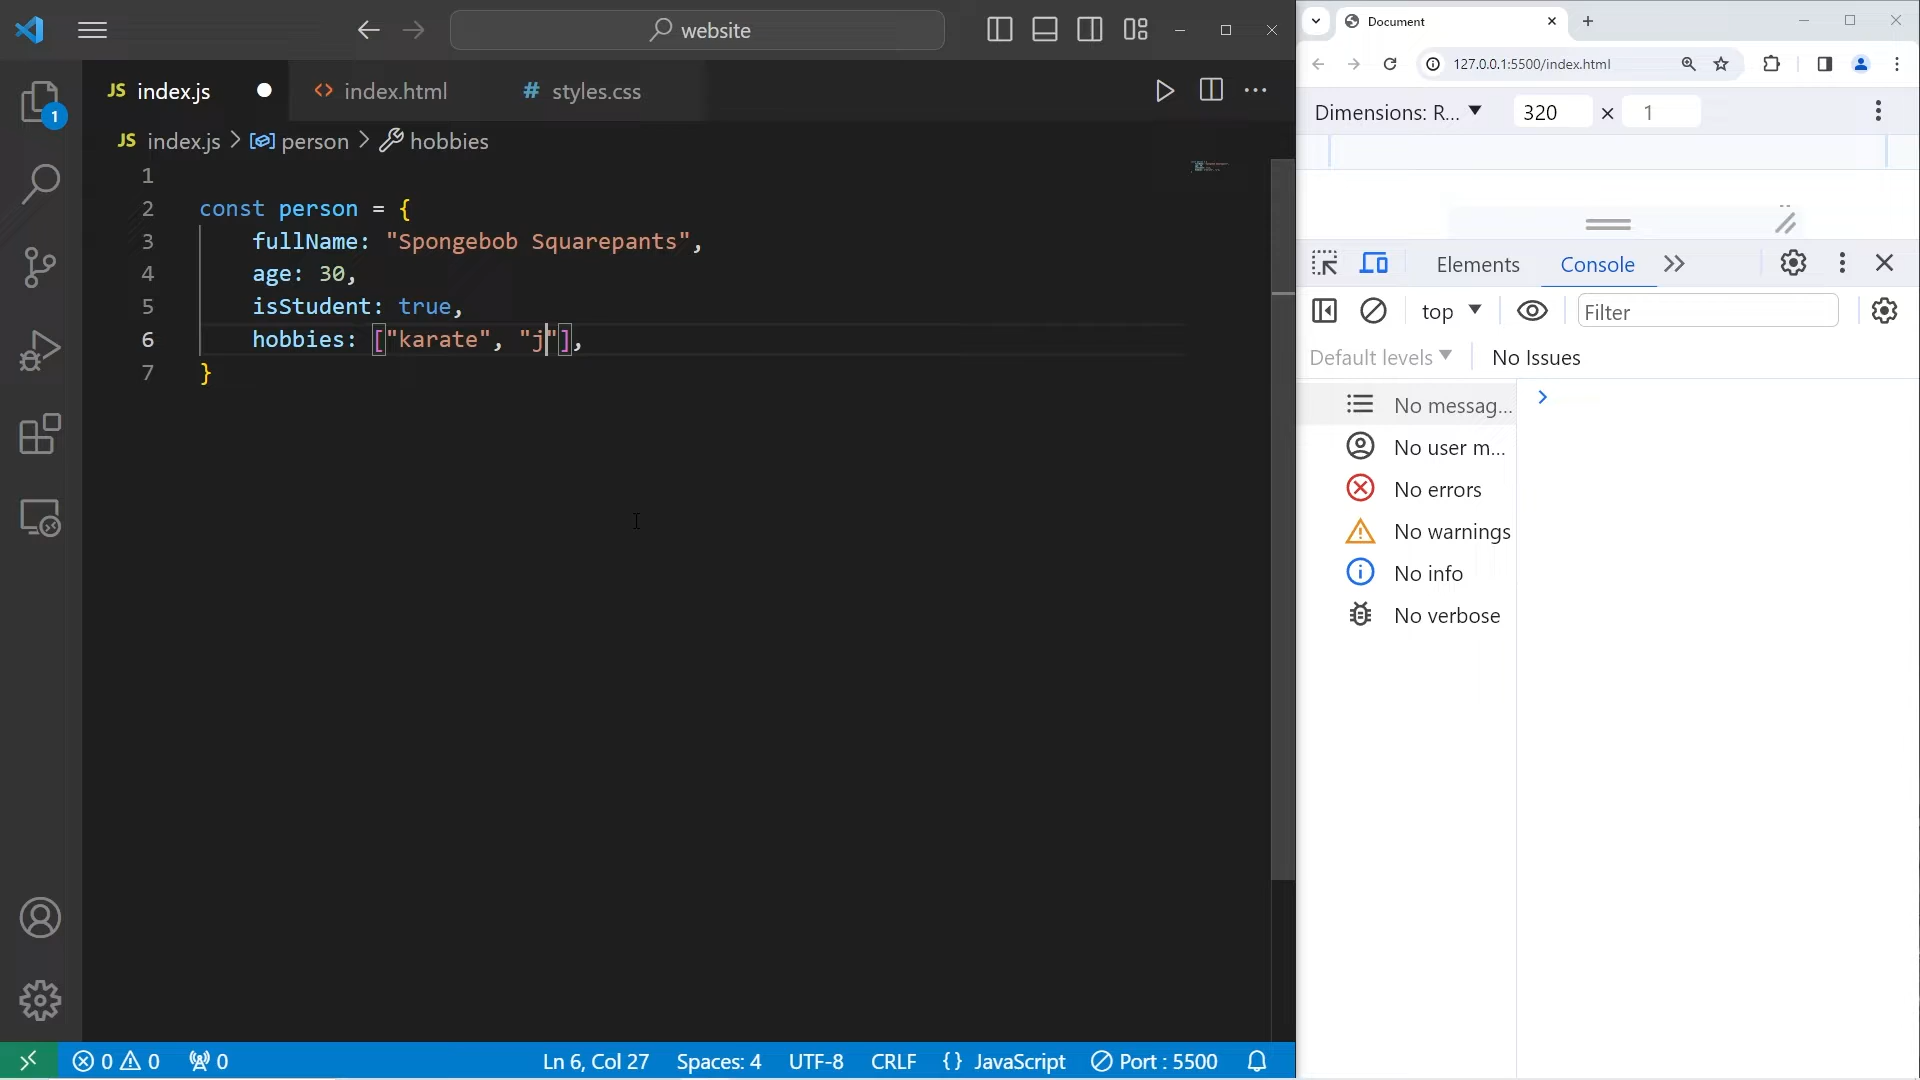 website
JS index.js
index.html
# styles.css
1
JS index.js > person > hobbies
1
2 const person = {
3 fullName: "Spongebob Squarepants",
4 age: 30,
5 isStudent: true,
6 hobbies: ["karate", "j"],
7 }
0 0 0
Ln 6, Col 27 Spaces: 4 UTF-8 CRLF {} JavaScript Port : 5500
Document
127.0.0.1:5500/index.html
Dimensions: R... 320 × 1
Elements Console
top Filter
Default levels No Issues
No messag...
No user m...
No errors
No warnings
No info
No verbose